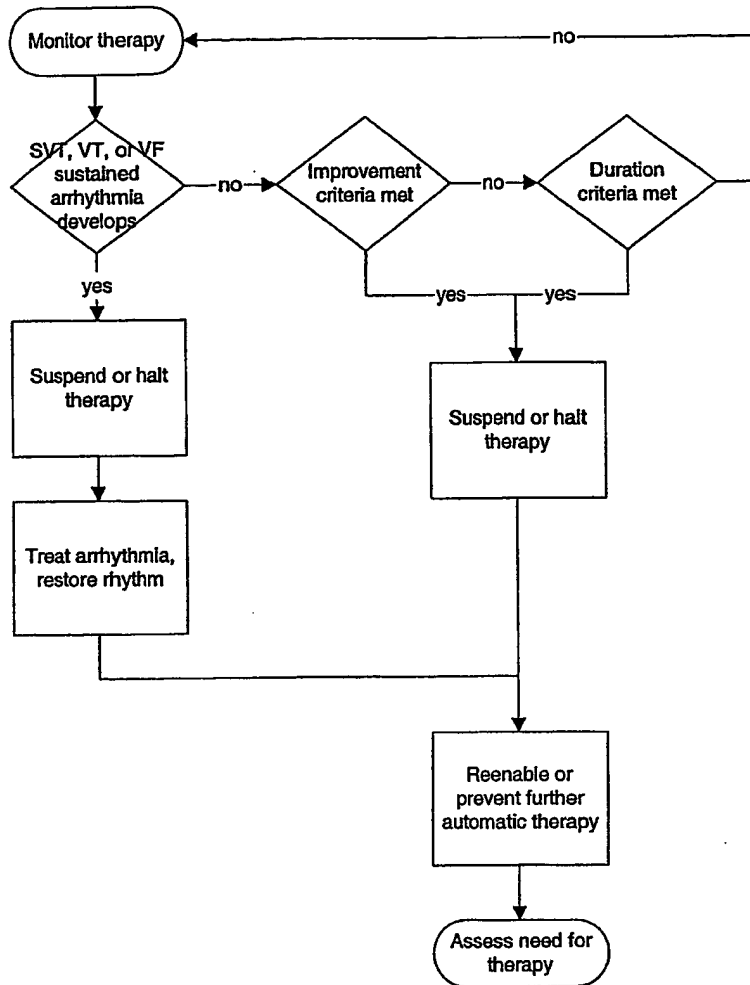 Monitor therapy
no
SVT, VT, or VF
sustained
arrhythmia
develops
no
Improvement
criteria met
no
Duration
criteria met
yes
yes
yes
Suspend or halt
therapy
Suspend or halt
therapy
Treat arrhythmia,
restore rhythm
Reenable or
prevent further
automatic therapy
Assess need for
therapy